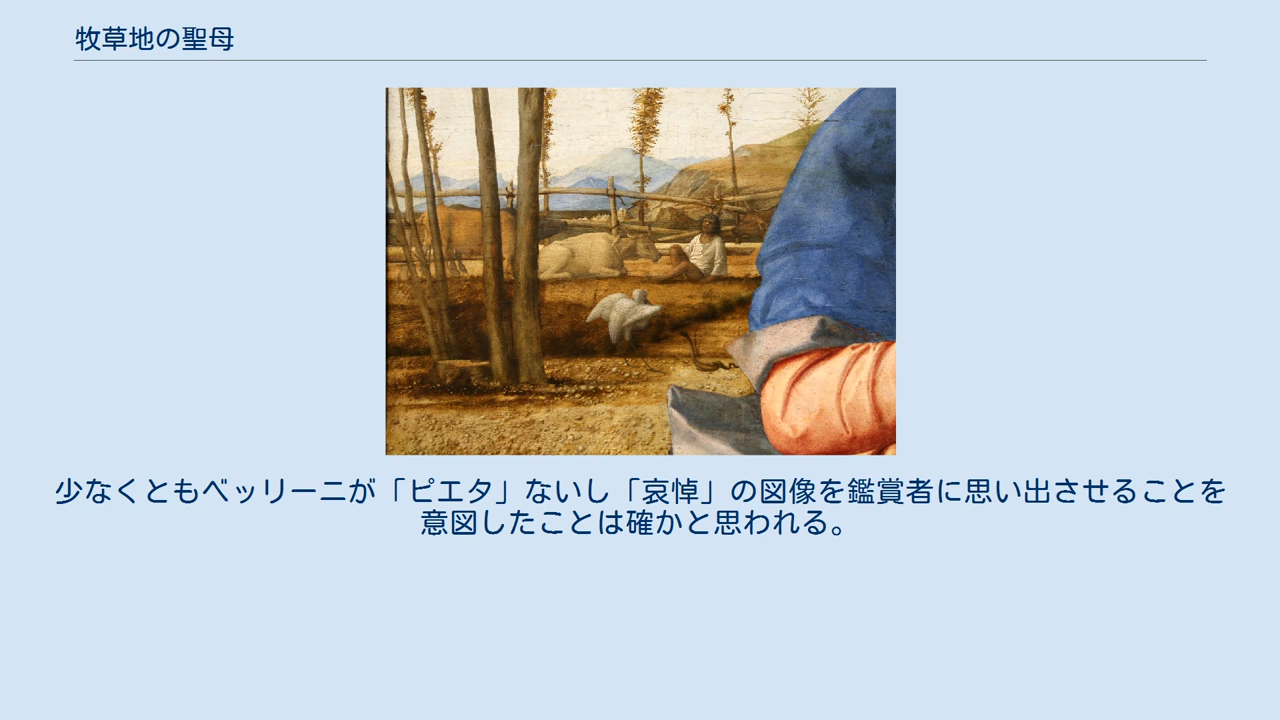 牧草地の聖母
少なくともベッリーニが「ピエタ」ないし「哀悼」の図像を鑑賞者に思い出させることを
意図したことは確かと思われる。